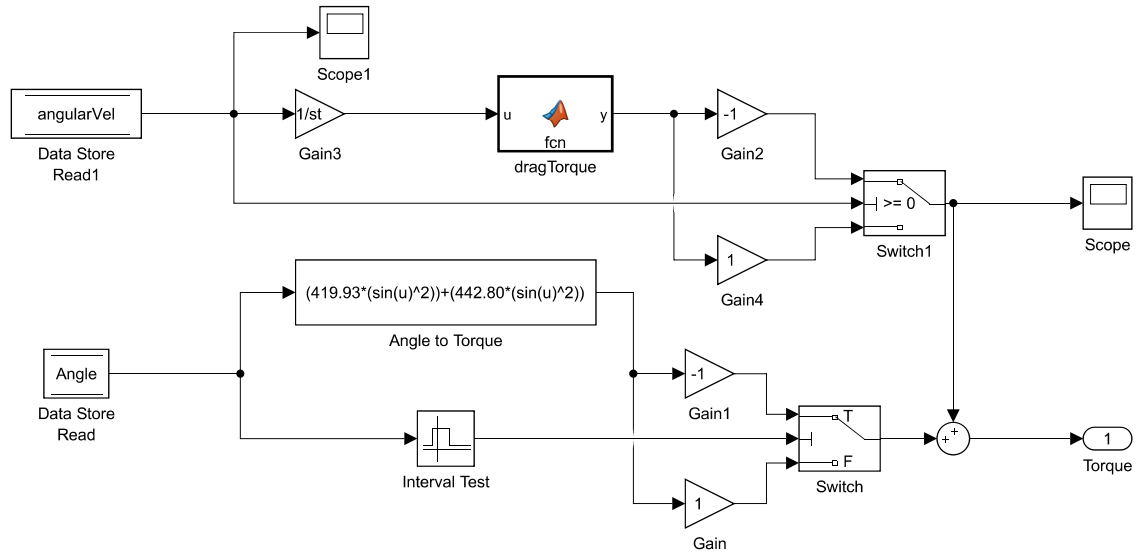 Scope1
angularVel
Data Store
Read1
1/st
Gain3
u
y
fcn
dragTorque
-1
Gain2
>= 0
Switch1
Scope
1
Gain4
(419.93*(sin(u)^2))+(442.80*(sin(u)^2))
Angle to Torque
Angle
Data Store
Read
-1
Gain1
Interval Test
T
F
Switch
+
+
1
Torque
1
Gain